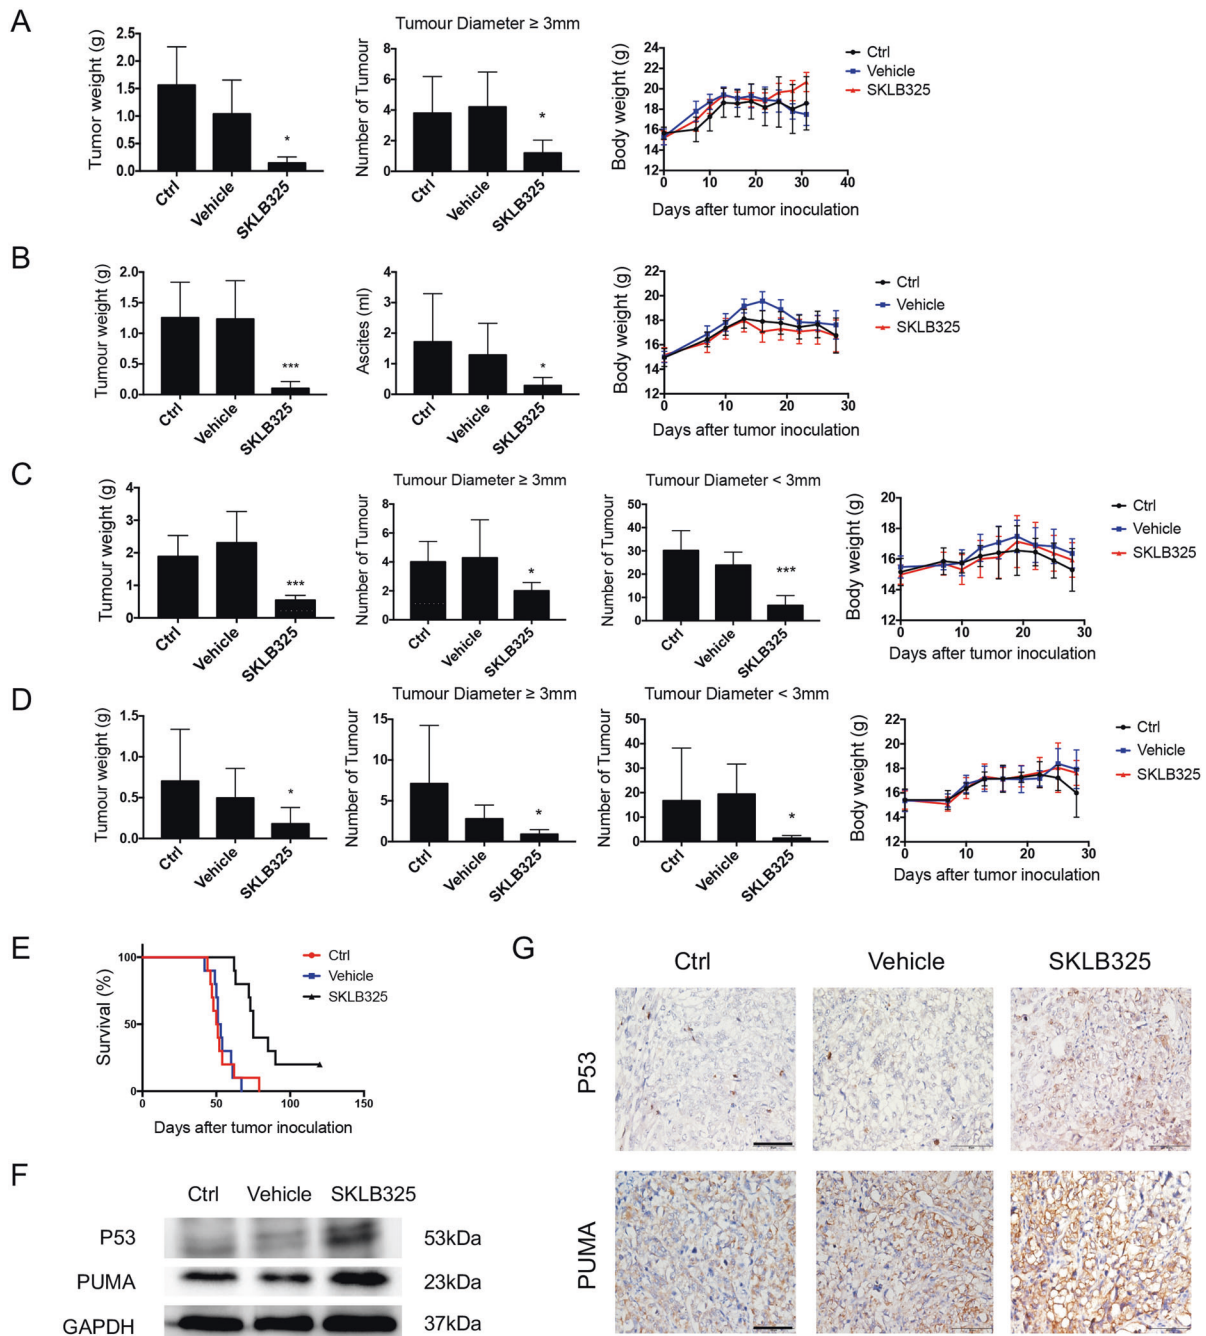 A
Tumor weight (g)
2.5
2.0
1.5
1.0
0.5
0.0
*
Ctrl
Vehicle
SKLB325
Tumour Diameter ≥ 3mm
Number of Tumour
8
6
4
2
0
*
Ctrl
Vehicle
SKLB325
Body weight (g)
24
22
20
18
16
14
12
0 10 20 30 40
Days after tumor inoculation
Ctrl
Vehicle
SKLB325
B
Tumour weight (g)
2.0
1.5
1.0
0.5
0.0
***
Ctrl
Vehicle
SKLB325
Ascites (ml)
4
3
2
1
0
*
Ctrl
Vehicle
SKLB325
Body weight (g)
22
20
18
16
14
12
0 10 20 30
Days after tumor inoculation
Ctrl
Vehicle
SKLB325
C
Tumour weight (g)
4
3
2
1
0
***
Ctrl
Vehicle
SKLB325
Tumour Diameter ≥ 3mm
Number of Tumour
8
6
4
2
0
*
Ctrl
Vehicle
SKLB325
Tumour Diameter < 3mm
Number of Tumour
50
40
30
20
10
0
***
Ctrl
Vehicle
SKLB325
Body weight (g)
20
18
16
14
12
0 10 20 30
Days after tumor inoculation
Ctrl
Vehicle
SKLB325
D
Tumour weight (g)
1.5
1.0
0.5
0.0
*
Ctrl
Vehicle
SKLB325
Tumour Diameter ≥ 3mm
Number of Tumour
15
10
5
0
*
Ctrl
Vehicle
SKLB325
Tumour Diameter < 3mm
Number of Tumour
50
40
30
20
10
0
*
Ctrl
Vehicle
SKLB325
Body weight (g)
22
20
18
16
14
12
0 10 20 30
Days after tumor inoculation
Ctrl
Vehicle
SKLB325
E
Survival (%)
100
50
0
0 50 100 150
Days after tumor inoculation
Ctrl
Vehicle
SKLB325
F
Ctrl Vehicle SKLB325
P53 53kDa
PUMA 23kDa
GAPDH 37kDa
G
Ctrl Vehicle SKLB325
P53
PUMA